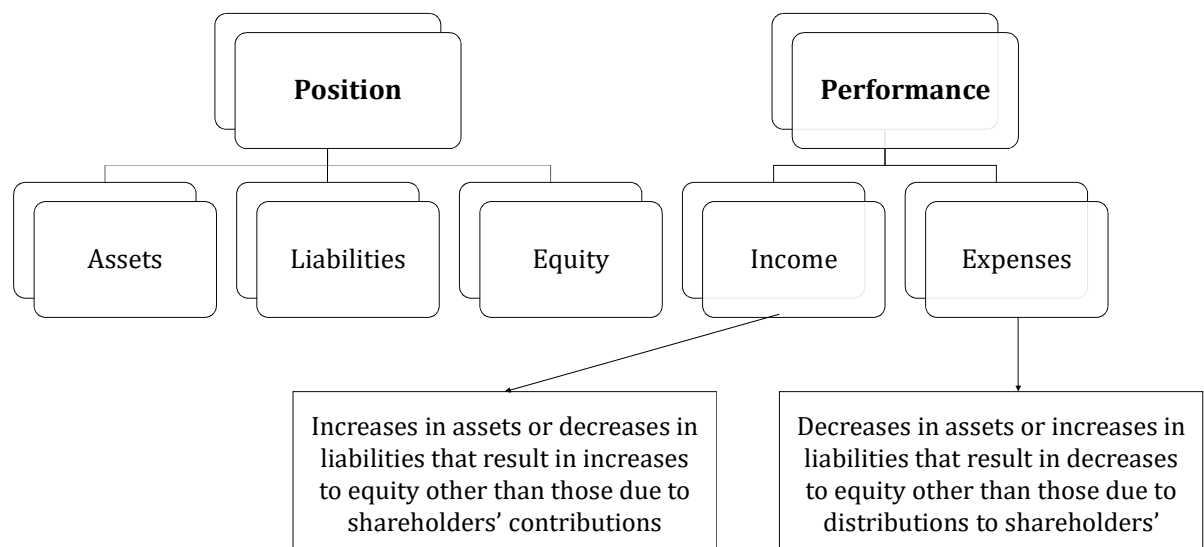 Position
Performance
Assets
Liabilities
Equity
Income
Expenses
Increases in assets or decreases in
liabilities that result in increases
to equity other than those due to
shareholders’ contributions
Decreases in assets or increases in
liabilities that result in decreases
to equity other than those due to
distributions to shareholders’